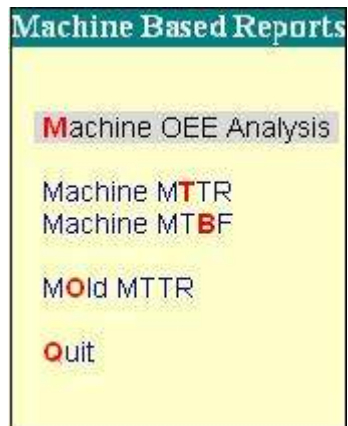 Machine Based Reports
Machine OEE Analysis
Machine MTTR
Machine MTBF
MOld MTTR
Quit